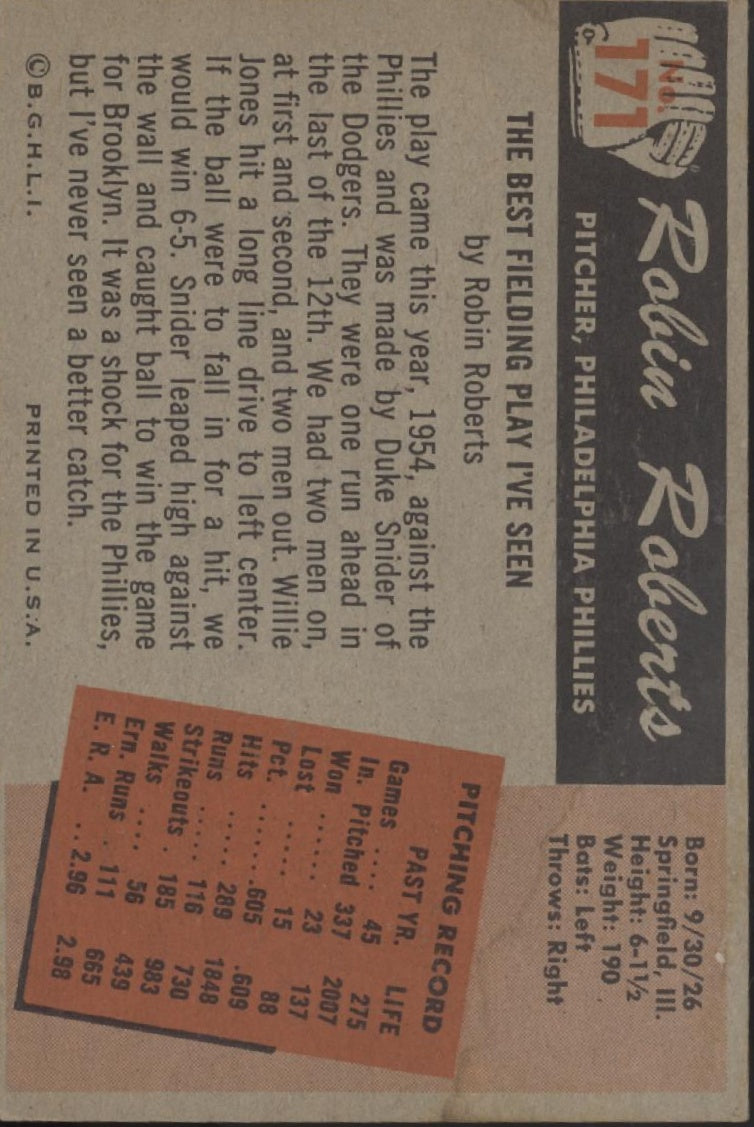 No.
171
Robin Roberts
PITCHER, PHILADELPHIA PHILLIES
Born: 9/30/26
Springfield, Ill.
Height: 6-1½
Weight: 190
Bats: Left
Throws: Right
THE BEST FIELDING PLAY I'VE SEEN
by Robin Roberts
The play came this year, 1954, against the
Phillies and was made by Duke Snider of
the Dodgers. They were one run ahead in
the last of the 12th. We had two men on,
at first and second, and two men out. Willie
Jones hit a long line drive to left center.
If the ball were to fall in for a hit, we
would win 6-5. Snider leaped high against
the wall and caught ball to win the game
for Brooklyn. It was a shock for the Phillies,
but I've never seen a better catch.
© B.G.H.L.I. PRINTED IN U.S.A.
PITCHING RECORD
PAST YR. LIFE
Games .... 45 275
In. Pitched 337 2007
Won ...... 23 137
Lost ...... 15 88
Pct. .......605 .609
Hits ..... 289 1848
Runs ..... 116 730
Strikeouts . 185 983
Walks .... 56 439
Ern. Runs . 111 665
E. R. A. ... 2.96 2.98